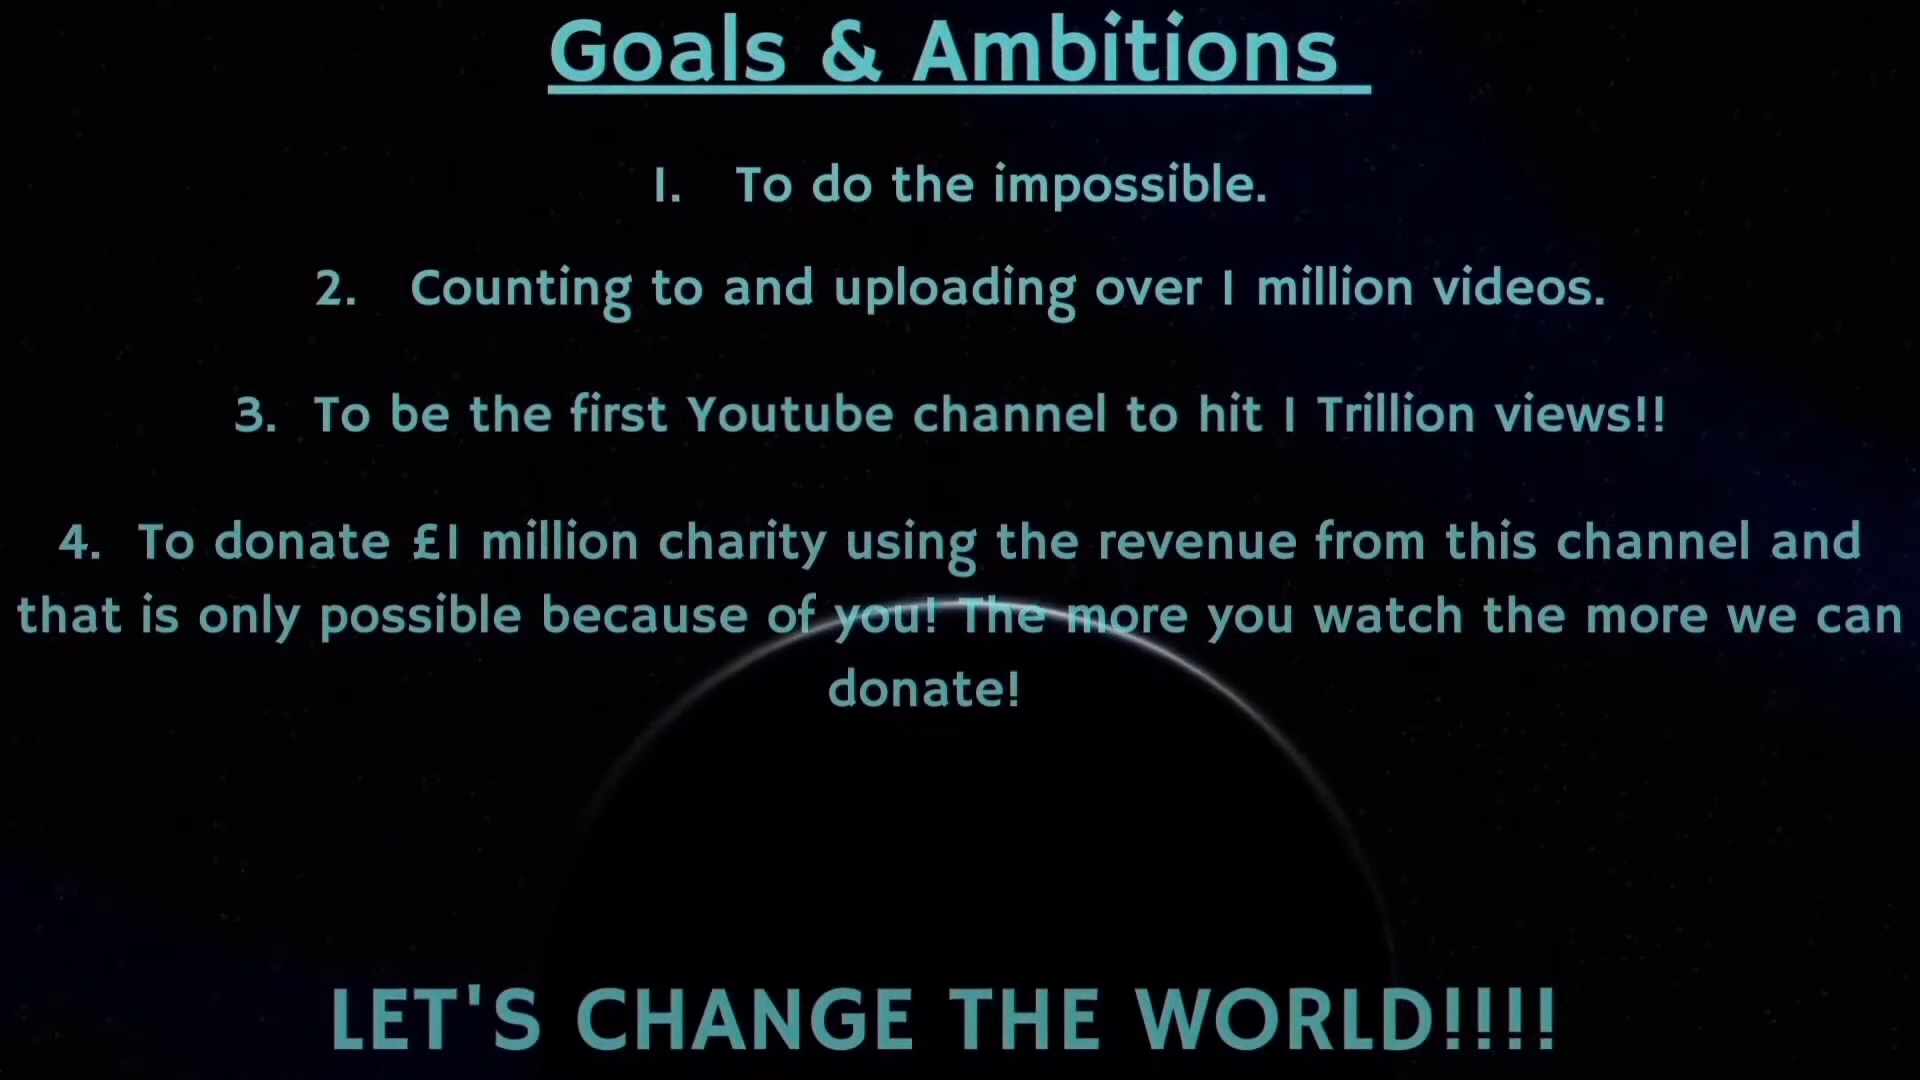 Goals & Ambitions
1. To do the impossible.
2. Counting to and uploading over 1 million videos.
3. To be the first Youtube channel to hit 1 Trillion views!!
4. To donate £1 million charity using the revenue from this channel and
that is only possible because of you! The more you watch the more we can
donate!
LET'S CHANGE THE WORLD!!!!